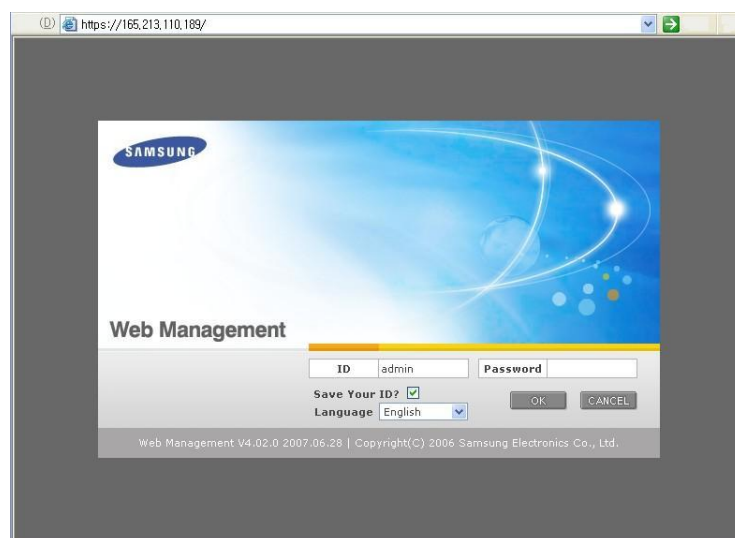 (D) https://165,213,110,189/
SAMSUNG
Web Management
ID admin Password
Save Your ID?
Language English
OK CANCEL
Web Management V4.02.0 2007.06.28 | Copyright(C) 2006 Samsung Electronics Co., Ltd.